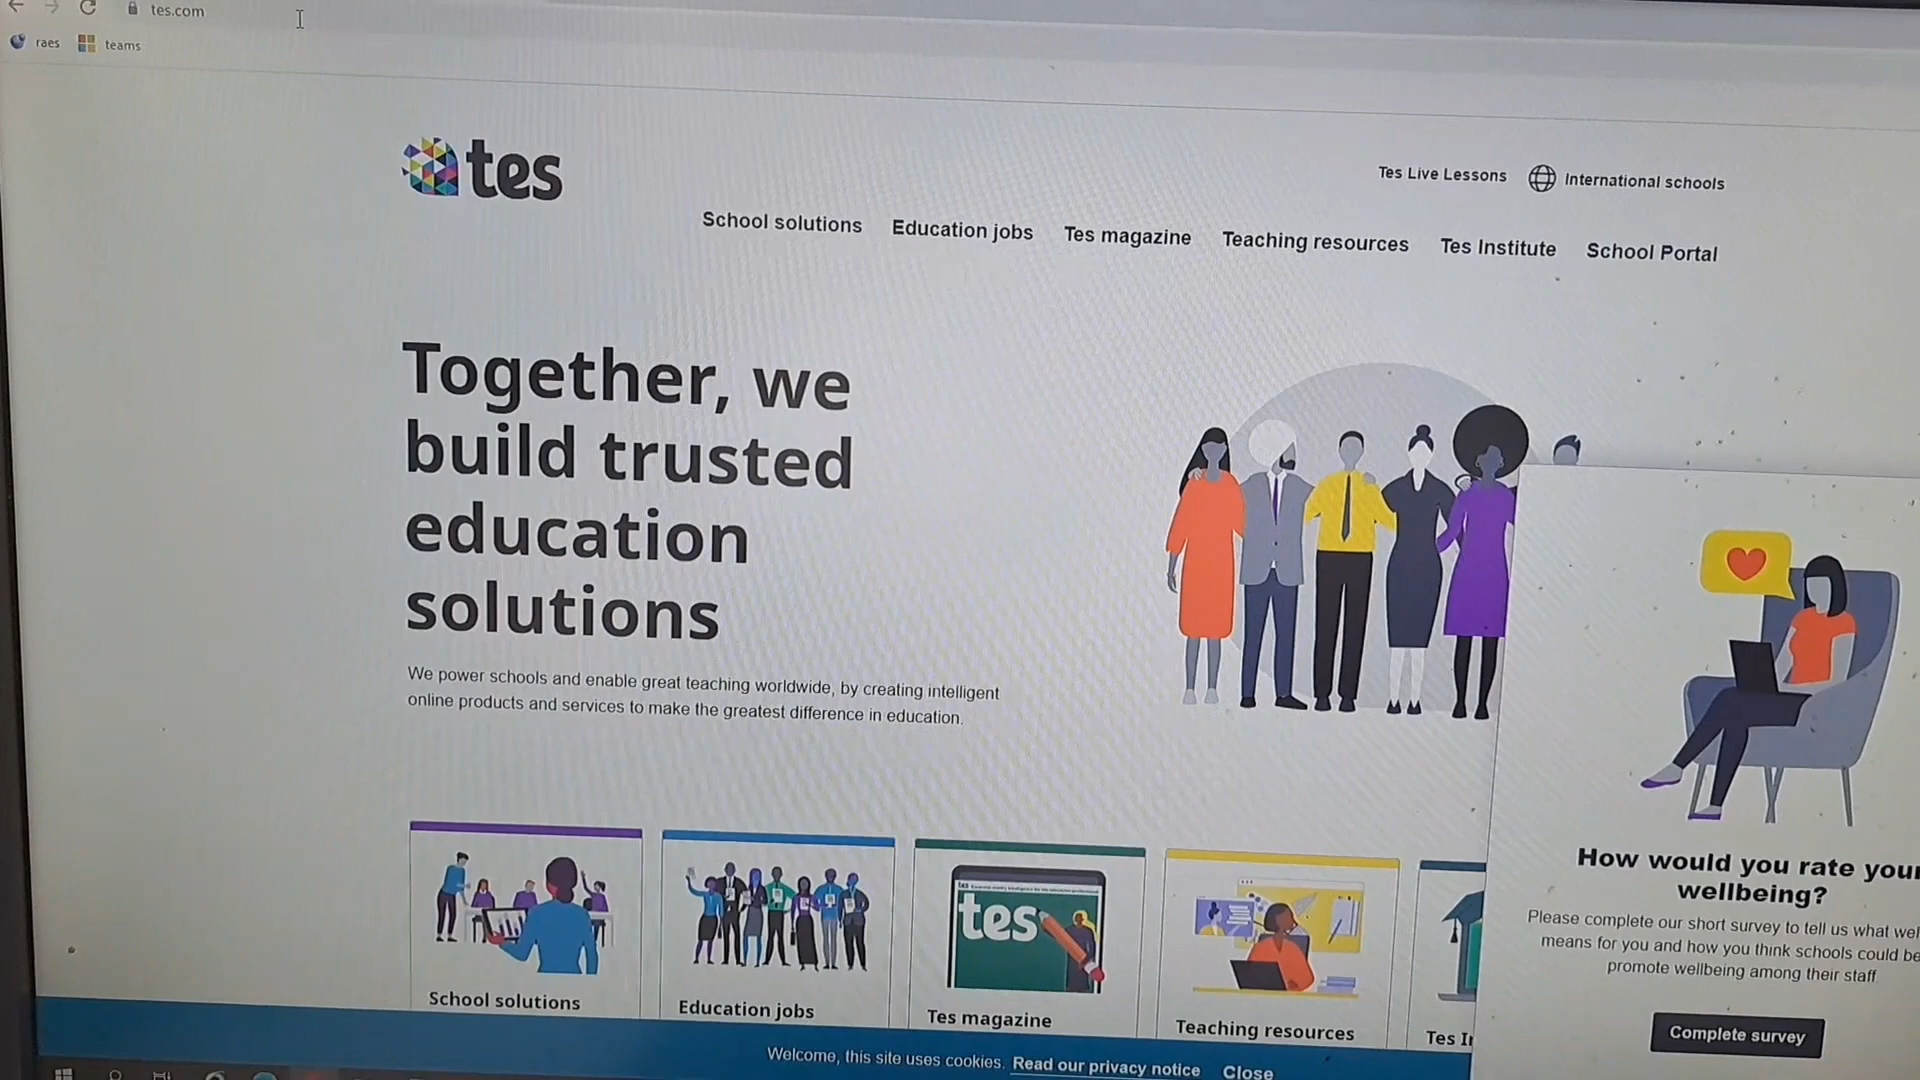 tes.com
raes teams
tes
Tes Live Lessons International schools
School solutions Education jobs Tes magazine Teaching resources Tes Institute School Portal
Together, we
build trusted
education
solutions
We power schools and enable great teaching worldwide, by creating intelligent
online products and services to make the greatest difference in education.
tes
School solutions
Education jobs
Tes magazine
Teaching resources
Tes
How would you rate your
wellbeing?
Please complete our short survey to tell us what
means for you and how you think schools could
promote wellbeing among their staff.
Complete survey
Welcome, this site uses cookies. Read our privacy notice Close